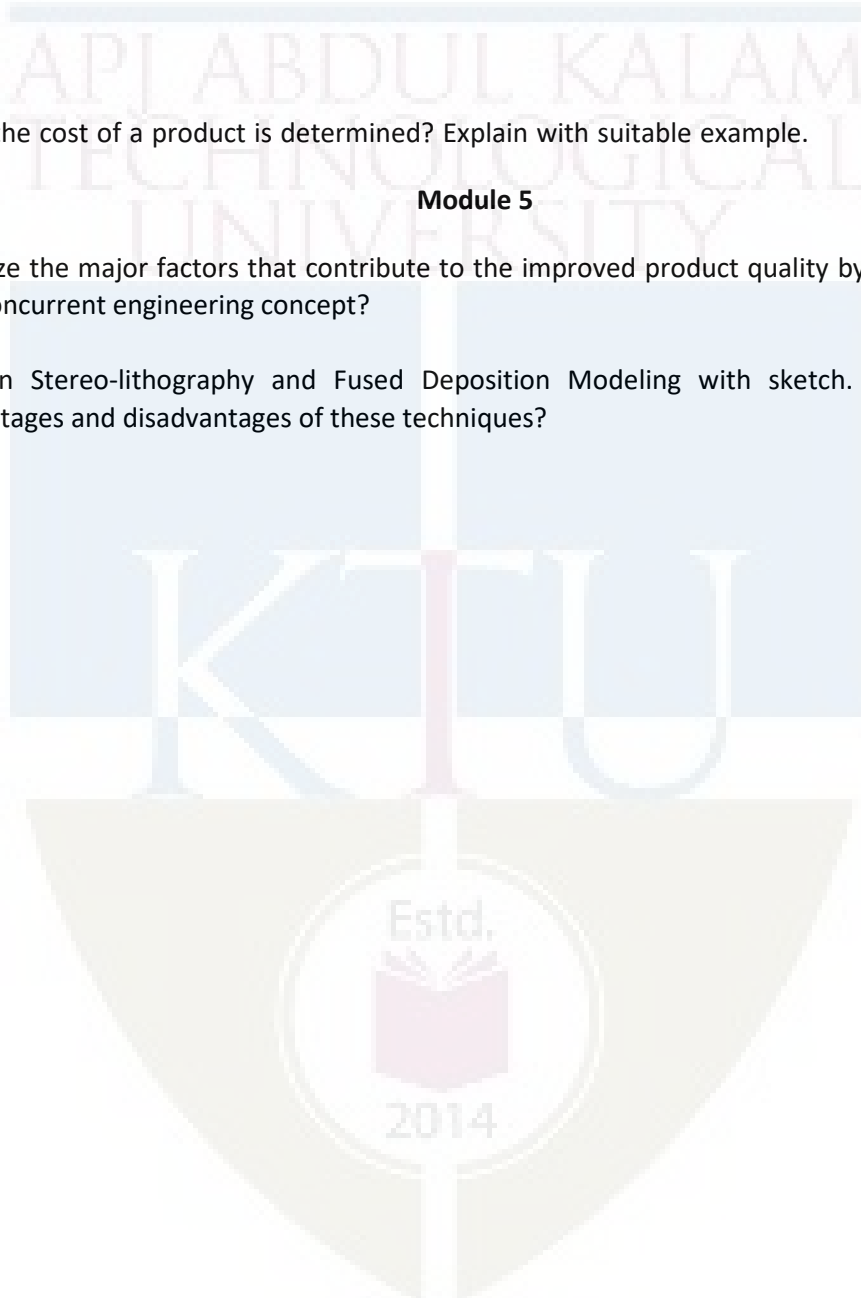 APJ ABDUL KALAM
TECHNOLOGICAL
UNIVERSITY
the cost of a product is determined? Explain with suitable example.
Module 5
ze the major factors that contribute to the improved product quality by
oncurrent engineering concept?
n Stereo-lithography and Fused Deposition Modeling with sketch.
tages and disadvantages of these techniques?
KTU
Estd.
2014